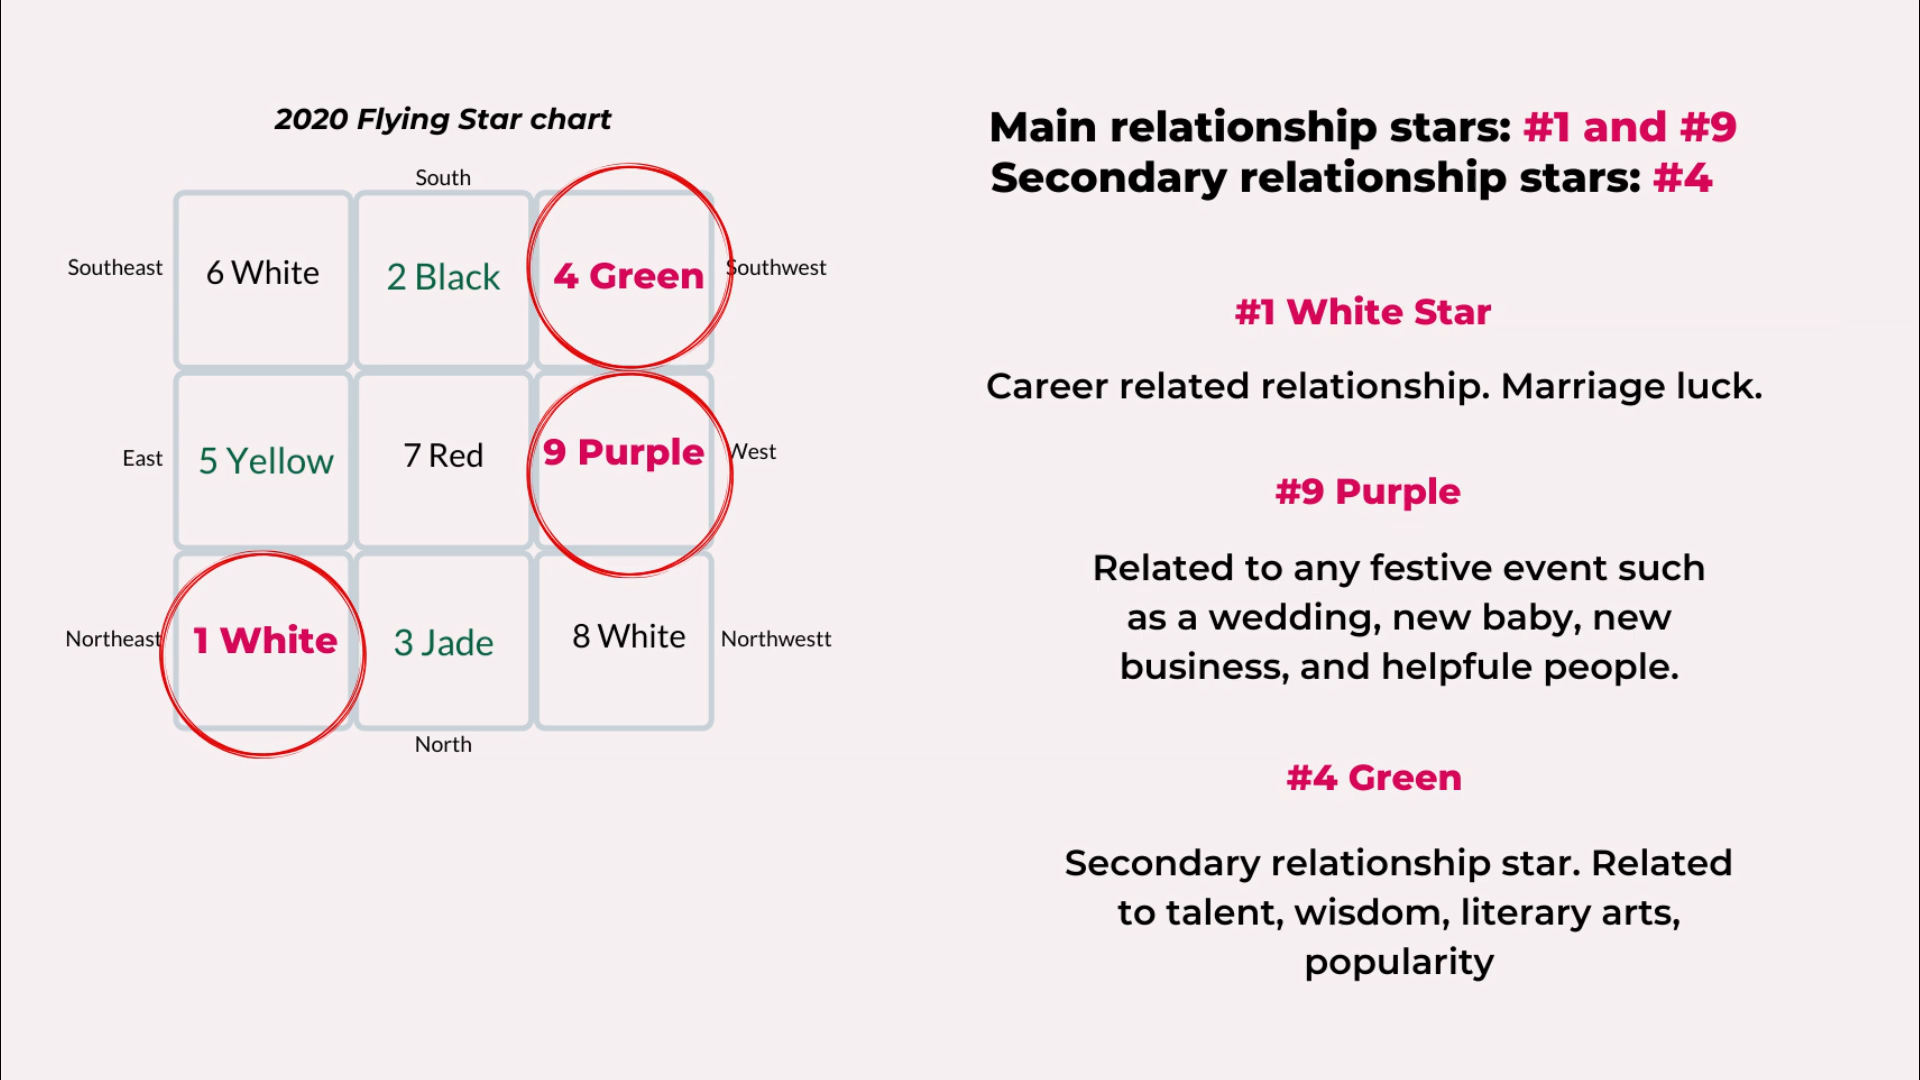 2020 Flying Star chart
South
Southeast
6 White
2 Black
4 Green
Southwest
East
5 Yellow
7 Red
9 Purple
West
Northeast
1 White
3 Jade
8 White
Northwestt
North
Main relationship stars: #1 and #9
Secondary relationship stars: #4
#1 White Star
Career related relationship. Marriage luck.
#9 Purple
Related to any festive event such
as a wedding, new baby, new
business, and helpfule people.
#4 Green
Secondary relationship star. Related
to talent, wisdom, literary arts,
popularity